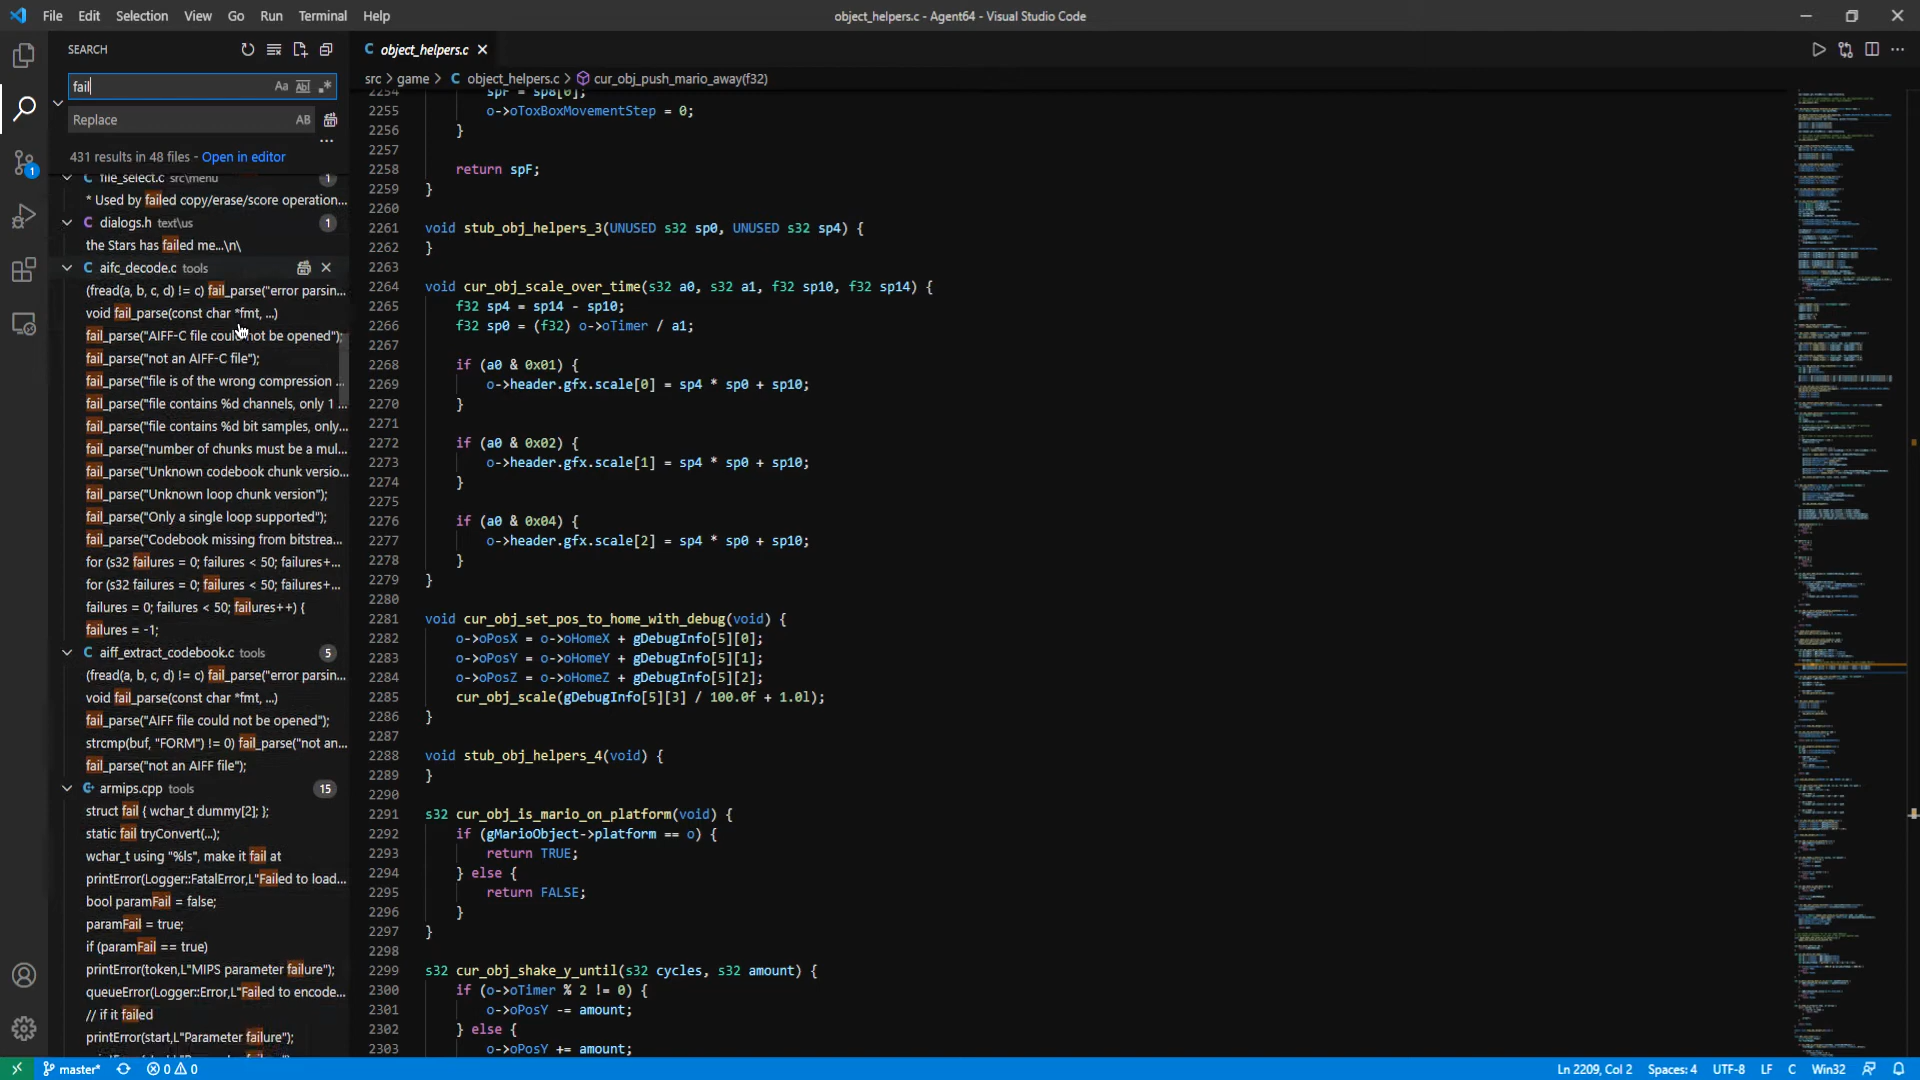 File Edit Selection View Go Run Terminal Help
object_helpers.c - Agent64 - Visual Studio Code
SEARCH
fail
Aa Ab .*
Replace
AB
...
431 results in 48 files - Open in editor
file_select.c src\menu 1
* Used by failed copy/erase/score operation...
dialogs.h text\us 1
the Stars has failed me...\n\
aifc_decode.c tools
(fread(a, b, c, d) != c) fail_parse("error parsin...
void fail_parse(const char *fmt, ...)
fail_parse("AIFF-C file could not be opened");
fail_parse("not an AIFF-C file");
fail_parse("file is of the wrong compression ...
fail_parse("file contains %d channels, only 1 ...
fail_parse("file contains %d bit samples, only...
fail_parse("number of chunks must be a mul...
fail_parse("Unknown codebook chunk versio...
fail_parse("Unknown loop chunk version");
fail_parse("Only a single loop supported");
fail_parse("Codebook missing from bitstrea...
for (s32 failures = 0; failures < 50; failures+...
for (s32 failures = 0; failures < 50; failures+...
failures = 0; failures < 50; failures++) {
failures = -1;
aiff_extract_codebook.c tools 5
(fread(a, b, c, d) != c) fail_parse("error parsin...
void fail_parse(const char *fmt, ...)
fail_parse("AIFF file could not be opened");
strcmp(buf, "FORM") != 0) fail_parse("not an...
fail_parse("not an AIFF file");
armips.cpp tools 15
struct fail { wchar_t dummy[2]; };
static fail tryConvert(...);
wchar_t using "%ls", make it fail at
printError(Logger::FatalError,L"Failed to load...
bool paramFail = false;
paramFail = true;
if (paramFail == true)
printError(token,L"MIPS parameter failure");
queueError(Logger::Error,L"Failed to encode...
// if it failed
printError(start,L"Parameter failure");
object_helpers.c
src > game > C object_helpers.c > cur_obj_push_mario_away(f32)
2254 spF = sp8[0];
2255 o->oToxBoxMovementStep = 0;
2256 }
2257
2258 return spF;
2259 }
2260
2261 void stub_obj_helpers_3(UNUSED s32 sp0, UNUSED s32 sp4) {
2262 }
2263
2264 void cur_obj_scale_over_time(s32 a0, s32 a1, f32 sp10, f32 sp14) {
2265 f32 sp4 = sp14 - sp10;
2266 f32 sp0 = (f32) o->oTimer / a1;
2267
2268 if (a0 & 0x01) {
2269 o->header.gfx.scale[0] = sp4 * sp0 + sp10;
2270 }
2271
2272 if (a0 & 0x02) {
2273 o->header.gfx.scale[1] = sp4 * sp0 + sp10;
2274 }
2275
2276 if (a0 & 0x04) {
2277 o->header.gfx.scale[2] = sp4 * sp0 + sp10;
2278 }
2279 }
2280
2281 void cur_obj_set_pos_to_home_with_debug(void) {
2282 o->oPosX = o->oHomeX + gDebugInfo[5][0];
2283 o->oPosY = o->oHomeY + gDebugInfo[5][1];
2284 o->oPosZ = o->oHomeZ + gDebugInfo[5][2];
2285 cur_obj_scale(gDebugInfo[5][3] / 100.0f + 1.0l);
2286 }
2287
2288 void stub_obj_helpers_4(void) {
2289 }
2290
2291 s32 cur_obj_is_mario_on_platform(void) {
2292 if (gMarioObject->platform == o) {
2293 return TRUE;
2294 } else {
2295 return FALSE;
2296 }
2297 }
2298
2299 s32 cur_obj_shake_y_until(s32 cycles, s32 amount) {
2300 if (o->oTimer % 2 != 0) {
2301 o->oPosY -= amount;
2302 } else {
2303 o->oPosY += amount;
1
master* 0 0
Ln 2209, Col 2 Spaces: 4 UTF-8 LF C Win32